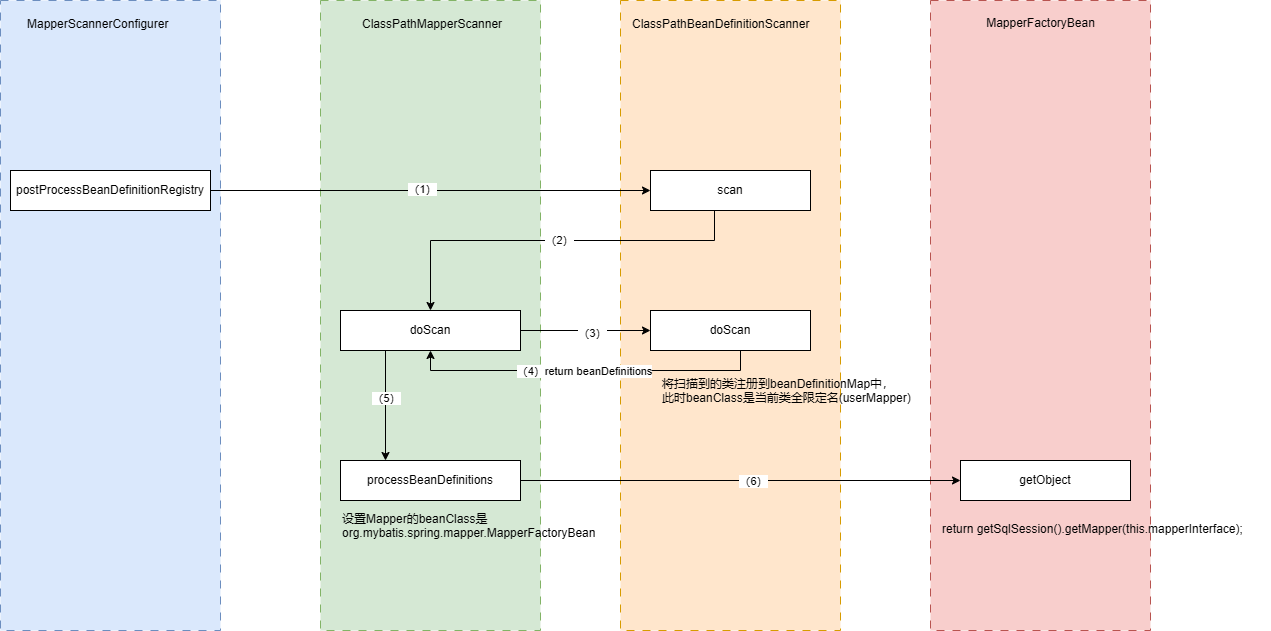 MapperScannerConfigurer
ClassPathMapperScanner
ClassPathBeanDefinitionScanner
MapperFactoryBean
postProcessBeanDefinitionRegistry
（1）
scan
（2）
doScan
（3）
doScan
（4）return beanDefinitions
将扫描到的类注册到beanDefinitionMap中，
此时beanClass是当前类全限定名(userMapper)
（5）
processBeanDefinitions
（6）
getObject
设置Mapper的beanClass是
org.mybatis.spring.mapper.MapperFactoryBean
return getSqlSession().getMapper(this.mapperInterface);